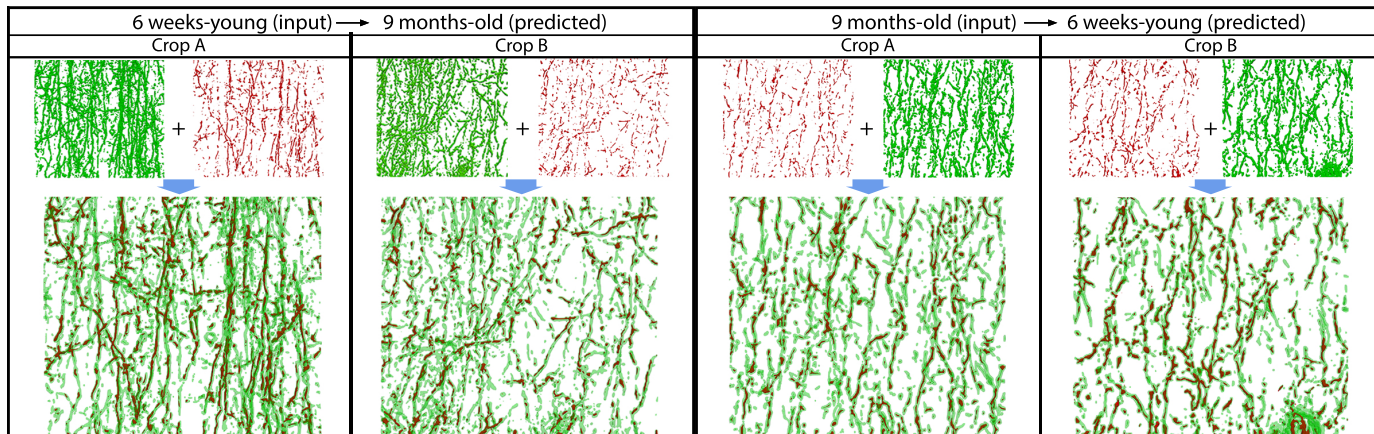 6 weeks-young (input) → 9 months-old (predicted)
9 months-old (input) → 6 weeks-young (predicted)
Crop A
Crop B
Crop A
Crop B
+
+
+
+